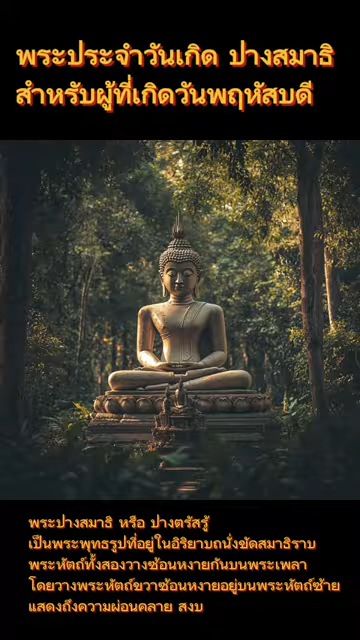 พระประจำวันเกิด ปางสมาธิ
สำหรับผู้ที่เกิดวันพฤหัสบดี
พระปางสมาธิ หรือ ปางตรัสรู้
เป็นพระพุทธรูปที่อยู่ในอิริยาบถนั่งขัดสมาธิราบ
พระหัตถ์ทั้งสองวางซ้อนหงายกันบนพระเพลา
โดยวางพระหัตถ์ขวาซ้อนหงายอยู่บนพระหัตถ์ซ้าย
แสดงถึงความผ่อนคลาย สงบ